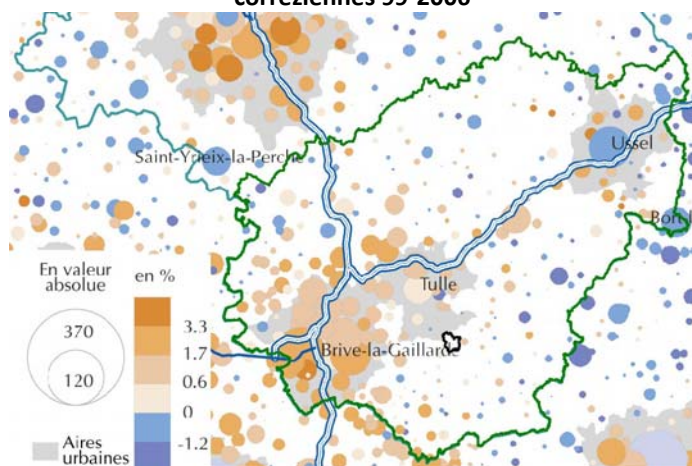 corréziennes 99-2006
Saint-Yrieix-la-Perche
Ussel
Bort
Tulle
Brive-la-Gaillarde
En valeur
absolue
en %
370
120
3.3
1.7
0.6
0
-1.2
Aires
urbaines